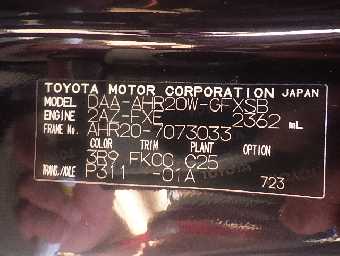 TOYOTA MOTOR CORPORATION JAPAN
MODEL DAA-AHR20W-GFXSB
ENGINE 2AZ-FXE 2362 mL
FRAME No. AHR20-7073033
COLOR TRIM PLANT OPTION
3R9 FKCC C25
TRANS./AXLE P311 -01A
723